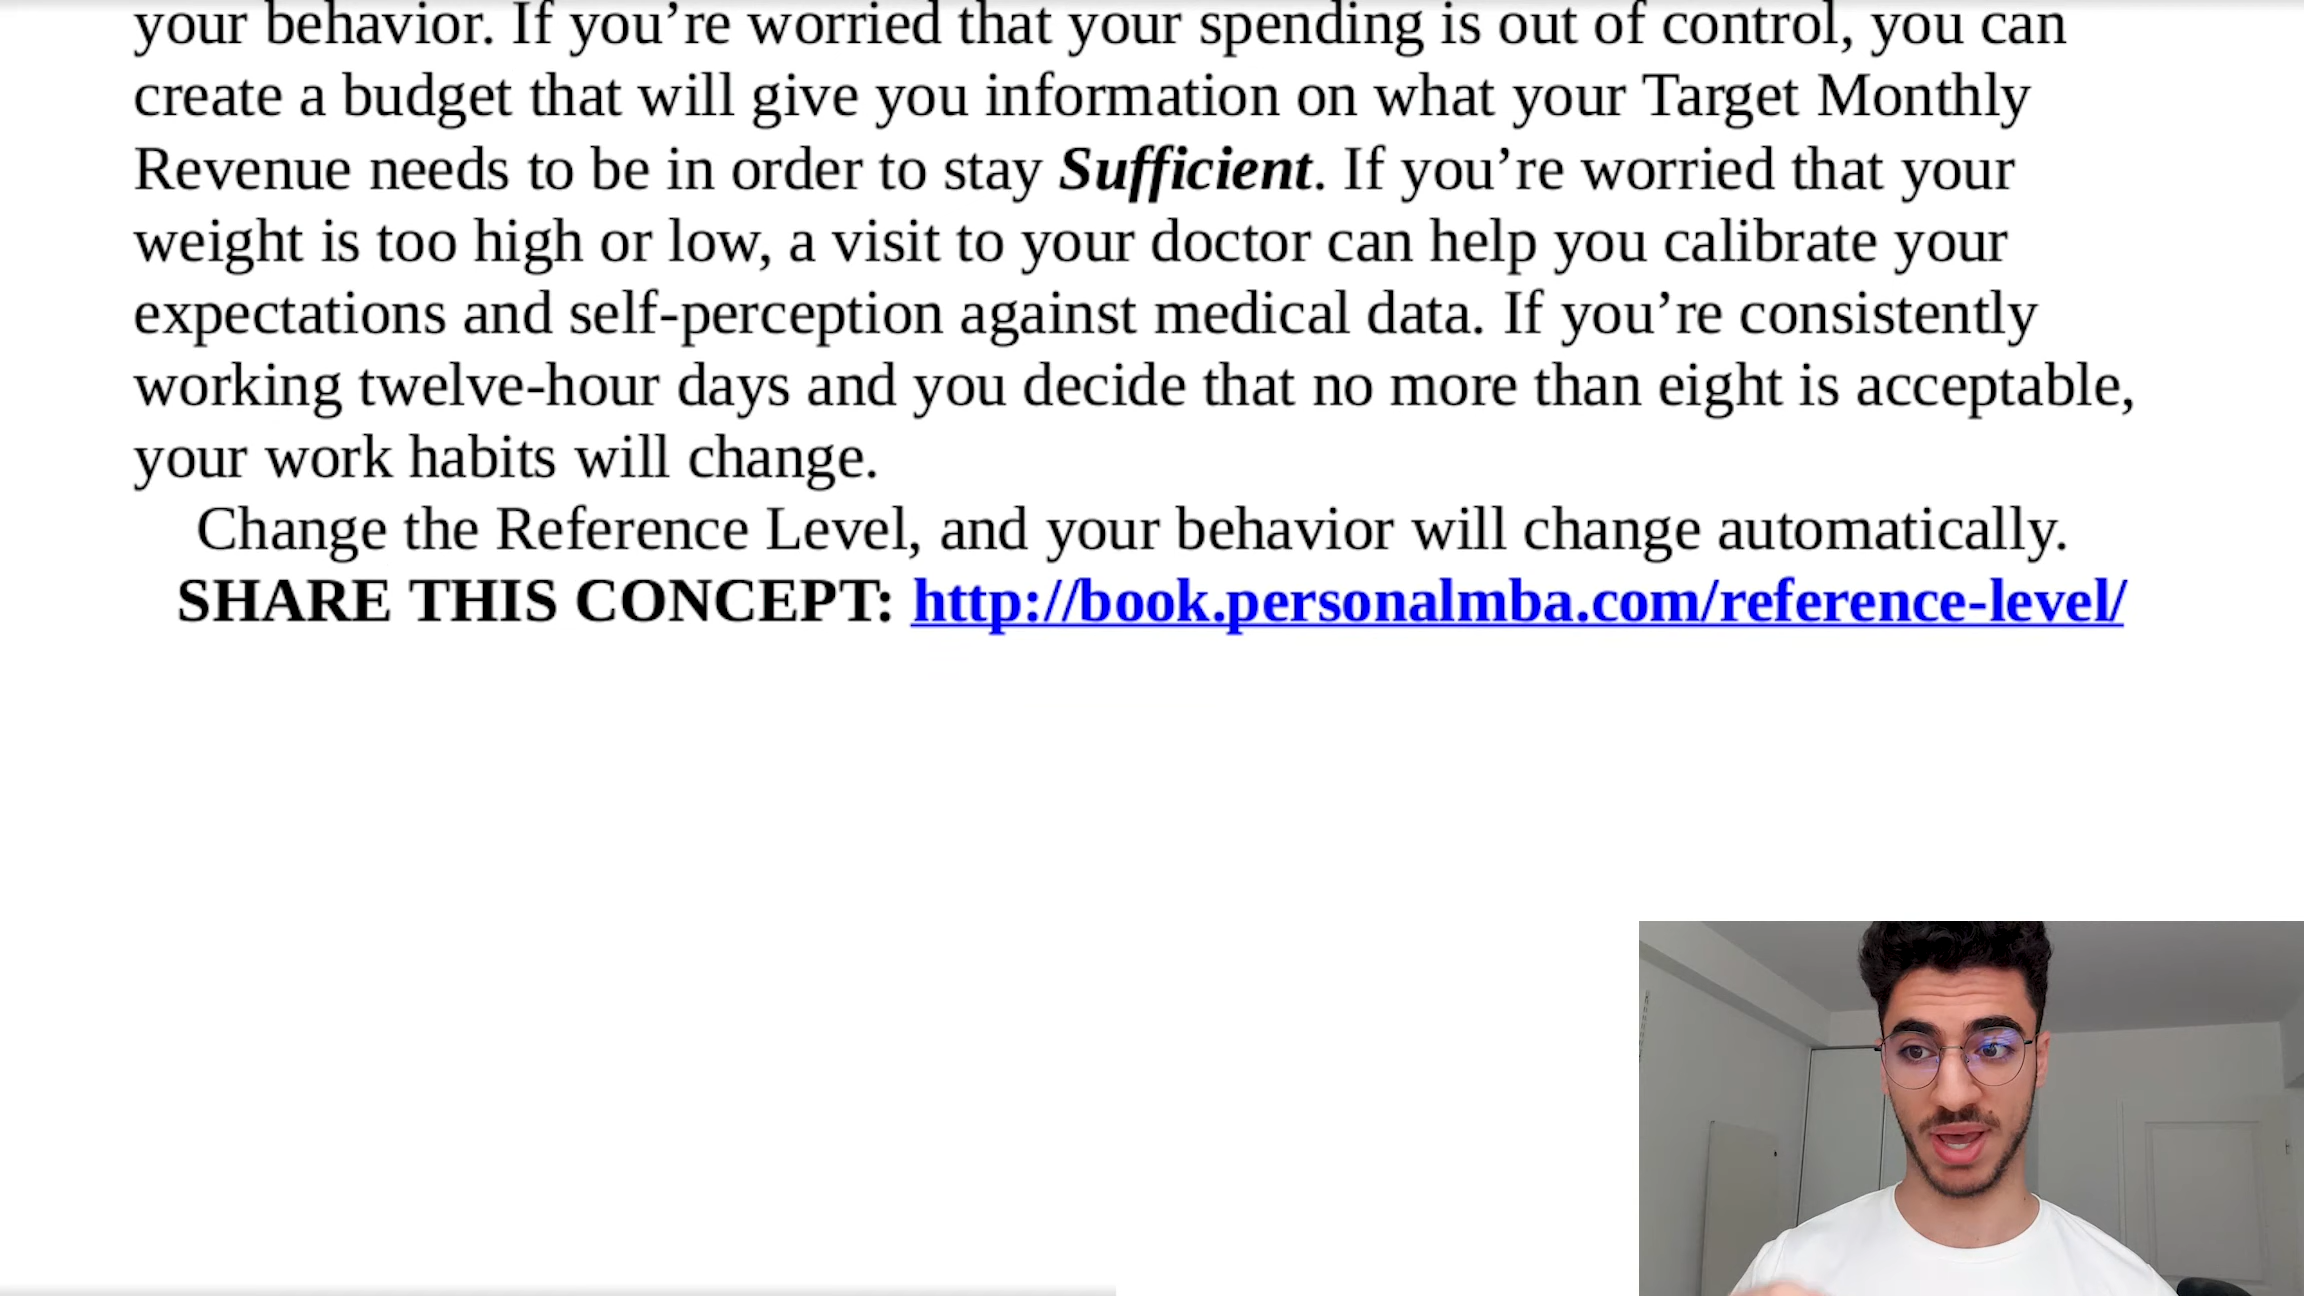 your behavior. If you’re worried that your spending is out of control, you can
create a budget that will give you information on what your Target Monthly
Revenue needs to be in order to stay Sufficient. If you’re worried that your
weight is too high or low, a visit to your doctor can help you calibrate your
expectations and self-perception against medical data. If you’re consistently
working twelve-hour days and you decide that no more than eight is acceptable,
your work habits will change.
Change the Reference Level, and your behavior will change automatically.
SHARE THIS CONCEPT: http://book.personalmba.com/reference-level/